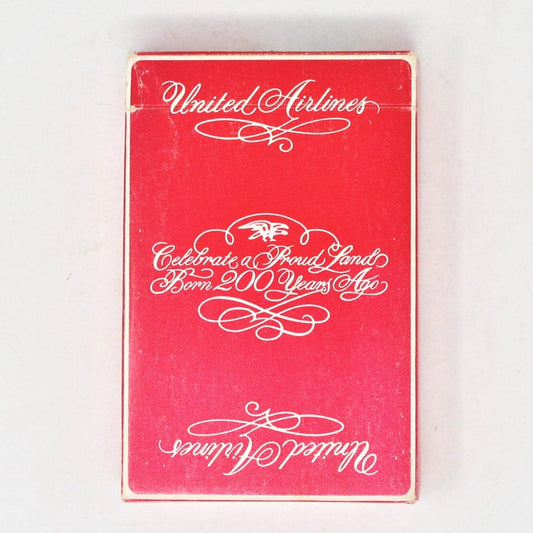 United Airlines
Celebrate a Proud Land
Born 200 Years Ago
United Airlines